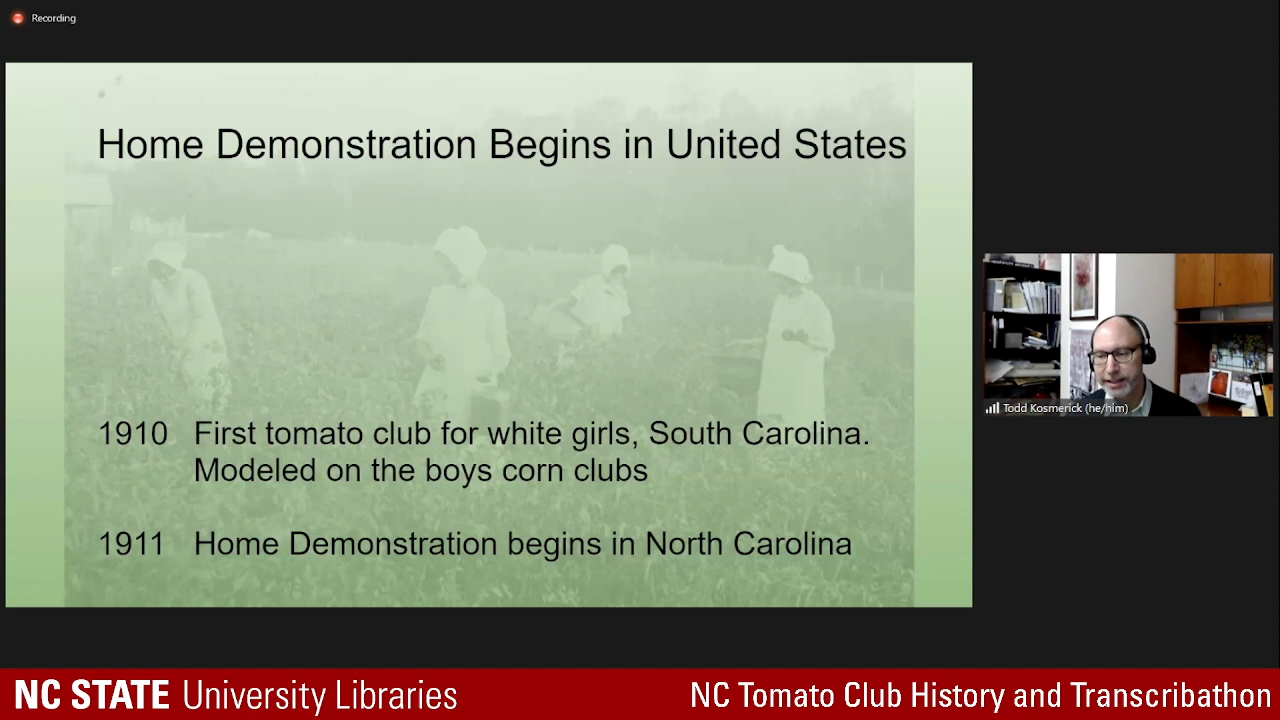 Recording
Home Demonstration Begins in United States
1910 First tomato club for white girls, South Carolina.
Modeled on the boys corn clubs
1911 Home Demonstration begins in North Carolina
Todd Kosmerick (he/him)
NC STATE University Libraries
NC Tomato Club History and Transcribathon